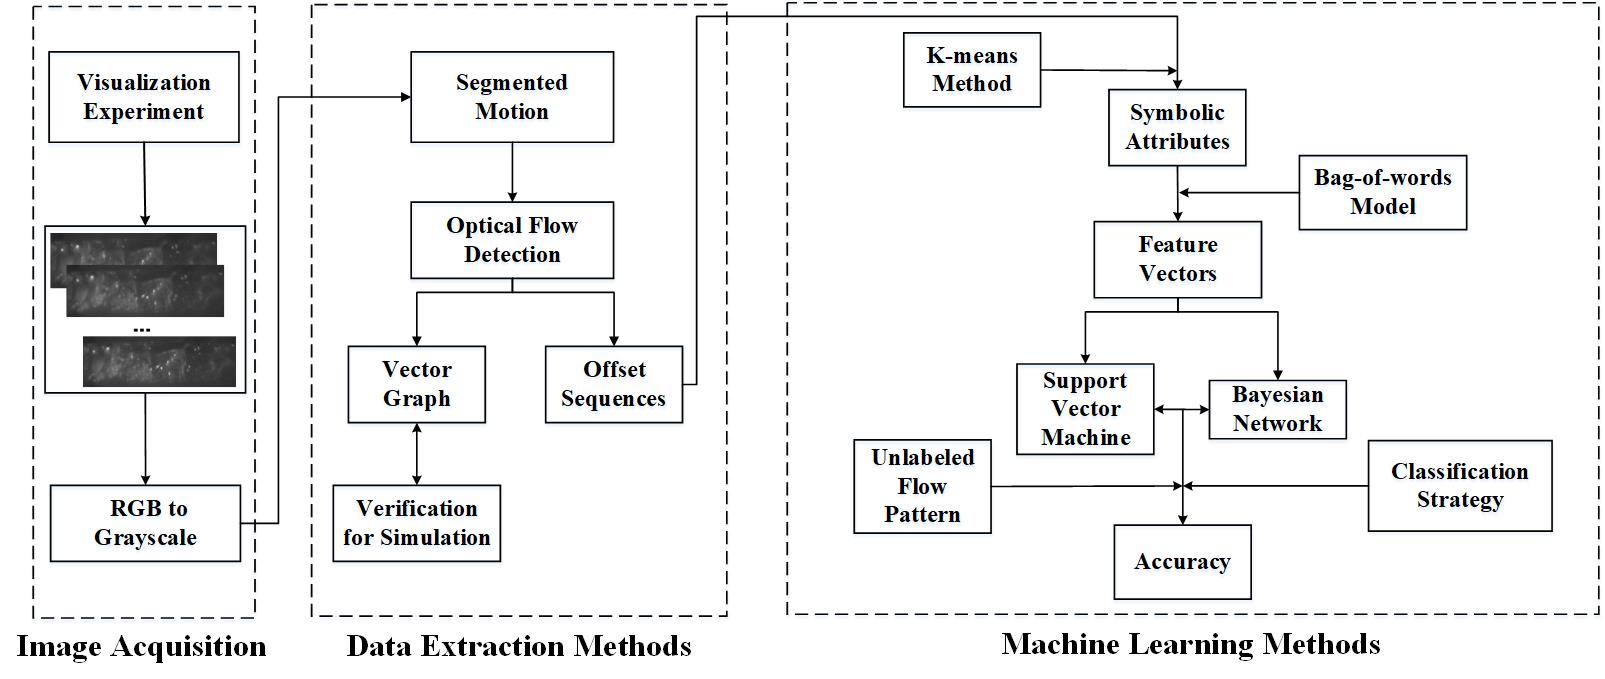 Visualization
Experiment
...
RGB to
Grayscale
Image Acquisition
Segmented
Motion
Optical Flow
Detection
Vector
Graph
Offset
Sequences
Verification
for Simulation
Data Extraction Methods
K-means
Method
Symbolic
Attributes
Bag-of-words
Model
Feature
Vectors
Support
Vector
Machine
Bayesian
Network
Unlabeled
Flow
Pattern
Classification
Strategy
Accuracy
Machine Learning Methods